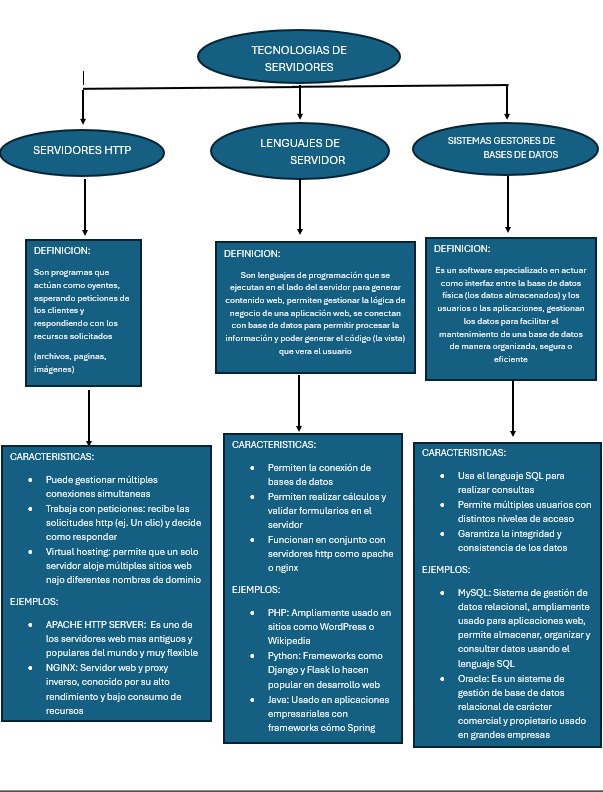 TECNOLOGIAS DE
SERVIDORES
SERVIDORES HTTP
LENGUAJES DE
SERVIDOR
SISTEMAS GESTORES DE
BASES DE DATOS
DEFINICION:
Son programas que
actúan como oyentes,
esperando peticiones de
los clientes y
respondiendo con los
recursos solicitados
(archivos, paginas,
imágenes)
DEFINICION:
Son lenguajes de programación que se
ejecutan en el lado del servidor para generar
contenido web, permiten gestionar la lógica de
negocio de una aplicación web, se conectan
con base de datos para permitir procesar la
información y poder generar el código (la vista)
que vera el usuario
DEFINICION:
Es un software especializado en actuar
como interfaz entre la base de datos
física (los datos almacenados) y los
usuarios o las aplicaciones, gestionan
los datos para facilitar el
mantenimiento de una base de datos
de manera organizada, segura o
eficiente
CARACTERISTICAS:
• Puede gestionar múltiples
conexiones simultaneas
• Trabaja con peticiones: recibe las
solicitudes http (ej. Un clic) y decide
como responder
• Virtual hosting: permite que un solo
servidor aloje múltiples sitios web
najo diferentes nombres de dominio
EJEMPLOS:
• APACHE HTTP SERVER: Es uno de
los servidores web mas antiguos y
populares del mundo y muy flexible
• NGINX: Servidor web y proxy
inverso, conocido por su alto
rendimiento y bajo consumo de
recursos
CARACTERISTICAS:
• Permiten la conexión de
bases de datos
• Permiten realizar cálculos y
validar formularios en el
servidor
• Funcionan en conjunto con
servidores http como apache
o nginx
EJEMPLOS:
• PHP: Ampliamente usado en
sitios como WordPress o
Wikipedia
• Python: Frameworks como
Django y Flask lo hacen
popular en desarrollo web
• Java: Usado en aplicaciones
empresariales con
frameworks cómo Spring
CARACTERISTICAS:
• Usa el lenguaje SQL para
realizar consultas
• Permite múltiples usuarios con
distintos niveles de acceso
• Garantiza la integridad y
consistencia de los datos
EJEMPLOS:
• MySQL: Sistema de gestión de
datos relacional, ampliamente
usado para aplicaciones web,
permite almacenar, organizar y
consultar datos usando el
lenguaje SQL
• Oracle: Es un sistema de
gestión de base de datos
relacional de carácter
comercial y propietario usado
en grandes empresas